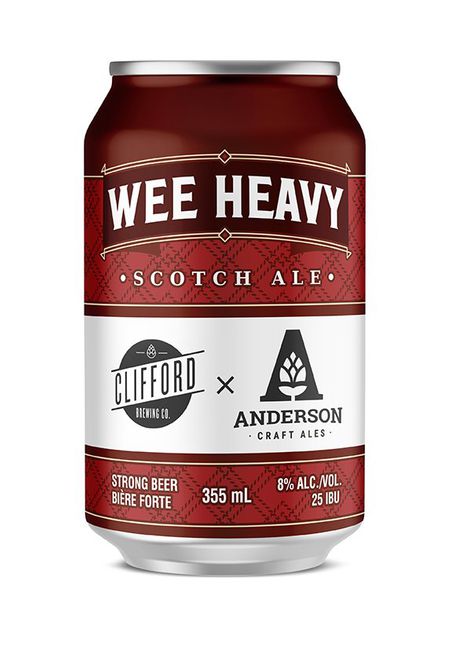 WEE HEAVY
• SCOTCH ALE •
CLIFFORD
BREWING CO.
×
ANDERSON
· CRAFT ALES ·
STRONG BEER
BIÈRE FORTE
355 mL
8% ALC./VOL.
25 IBU